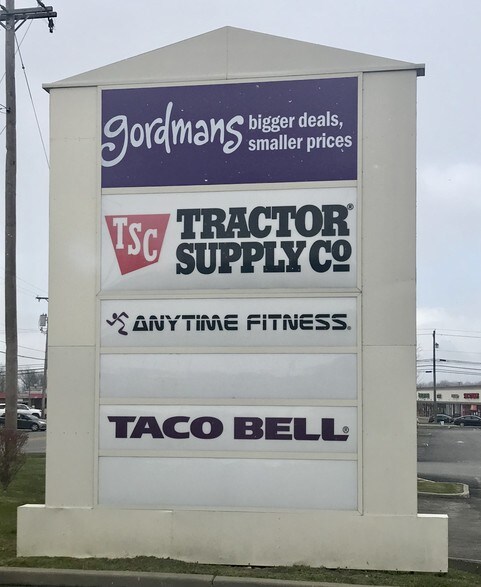 gordmans bigger deals,
smaller prices
TSC TRACTOR®
SUPPLY CO
ANYTIME FITNESS®
TACO BELL®